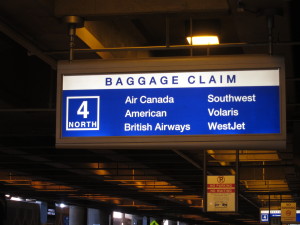 BAGGAGE CLAIM
4
NORTH
Air Canada
American
British Airways
Southwest
Volaris
WestJet